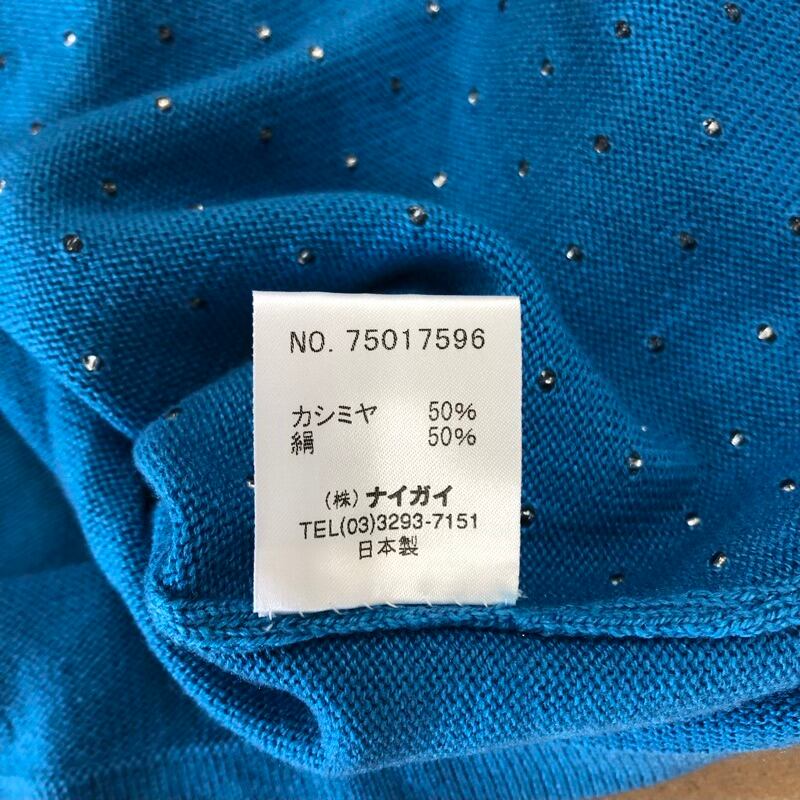 NO. 75017596
カシミヤ 50%
絹 50%
(株) ナイガイ
TEL(03)3293-7151
日本製